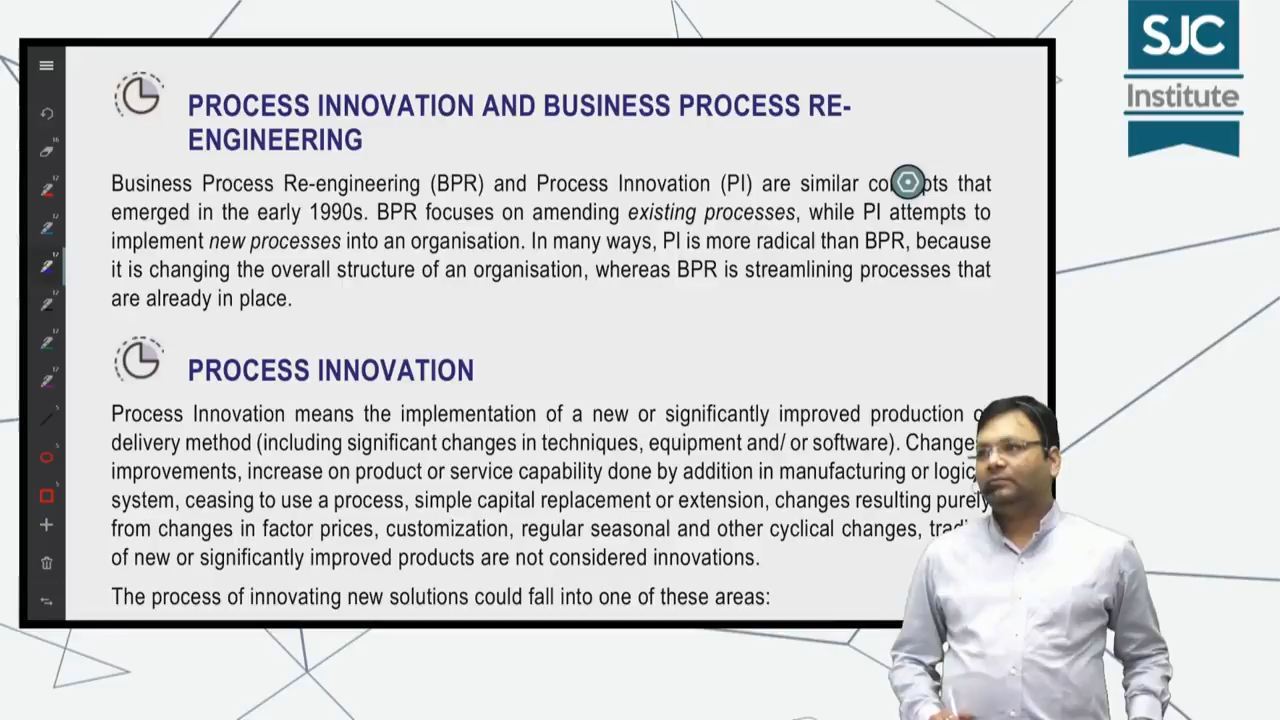 SJC
Institute
PROCESS INNOVATION AND BUSINESS PROCESS RE-
ENGINEERING
Business Process Re-engineering (BPR) and Process Innovation (PI) are similar that
emerged in the early 1990s. BPR focuses on amending existing processes, while PI attempts to
implement new processes into an organisation. In many ways, PI is more radical than BPR, because
it is changing the overall structure of an organisation, whereas BPR is streamlining processes that
are already in place.
PROCESS INNOVATION
Process Innovation means the implementation of a new or significantly improved production
delivery method (including significant changes in techniques, equipment and/ or software).
improvements, increase on product or service capability done by addition in manufacturing or
system, ceasing to use a process, simple capital replacement or extension, changes resulting purely
from changes in factor prices, customization, regular seasonal and other cyclical changes,
of new or significantly improved products are not considered innovations.
The process of innovating new solutions could fall into one of these areas: